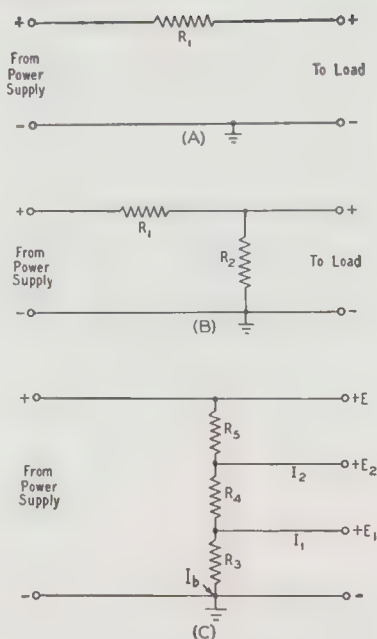 + R₁ +
From
Power
Supply
To Load
- (A) -
+ R₁ +
R₂
From
Power
Supply
To Load
- (B) -
+ +E
R₅
I₂ +E₂
From
Power
Supply
R₄
I₁ +E₁
R₃
I_b
- -
(C)